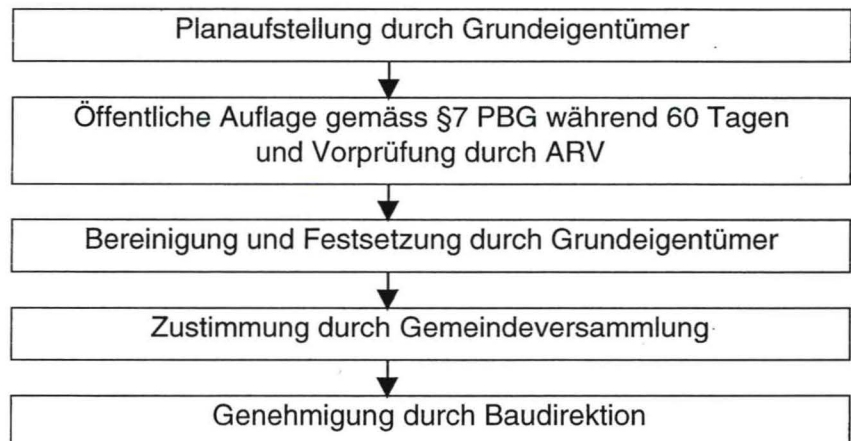 Planaufstellung durch Grundeigentümer
Öffentliche Auflage gemäss §7 PBG während 60 Tagen
und Vorprüfung durch ARV
Bereinigung und Festsetzung durch Grundeigentümer
Zustimmung durch Gemeindeversammlung
Genehmigung durch Baudirektion